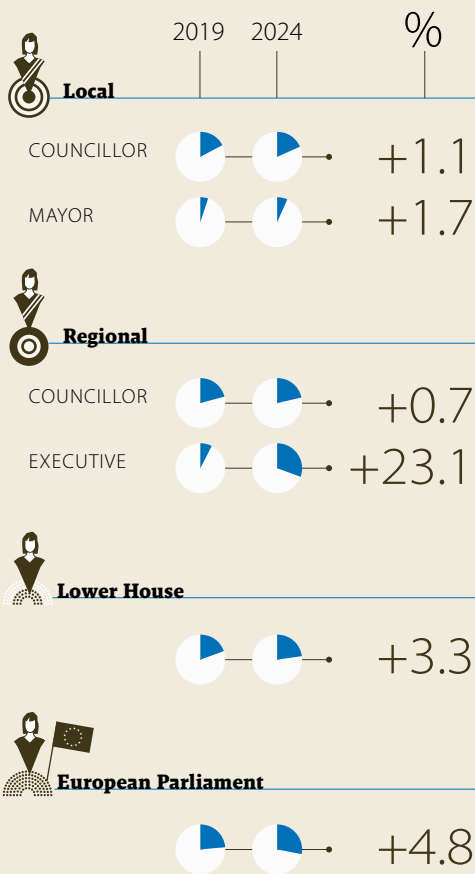 2019 2024 %
Local
COUNCILLOR +1.1
MAYOR +1.7
Regional
COUNCILLOR +0.7
EXECUTIVE +23.1
Lower House
+3.3
European Parliament
+4.8